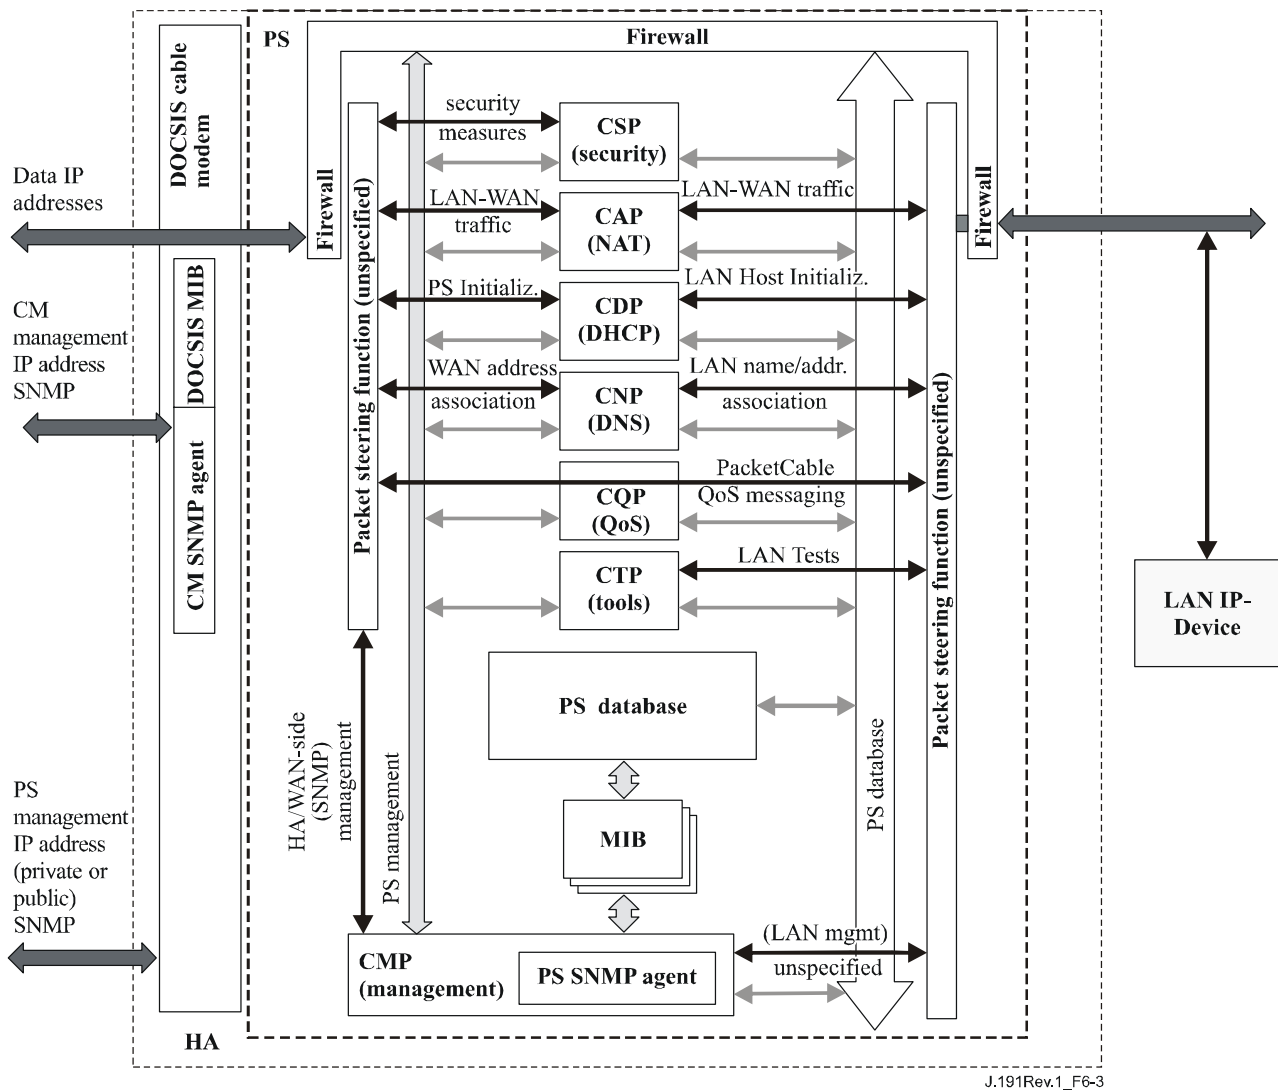 PS
Firewall
DOCSIS cable
modem
Firewall
Firewall
security
measures
CSP
(security)
Data IP
addresses
LAN-WAN
traffic
CAP
(NAT)
LAN-WAN traffic
Packet steering function (unspecified)
PS Initializ.
CDP
(DHCP)
LAN Host Initializ.
DOCSIS MIB
CM
management
IP address
SNMP
WAN address
association
CNP
(DNS)
LAN name/addr.
association
CM SNMP agent
PacketCable
QoS messaging
CQP
(QoS)
CTP
(tools)
LAN Tests
Packet steering function (unspecified)
LAN IP-
Device
PS database
HA/WAN-side
(SNMP)
management
PS management
PS database
MIB
PS
management
IP address
(private or
public)
SNMP
CMP
(management)
PS SNMP agent
(LAN mgmt)
unspecified
HA
J.191Rev.1_F6-3